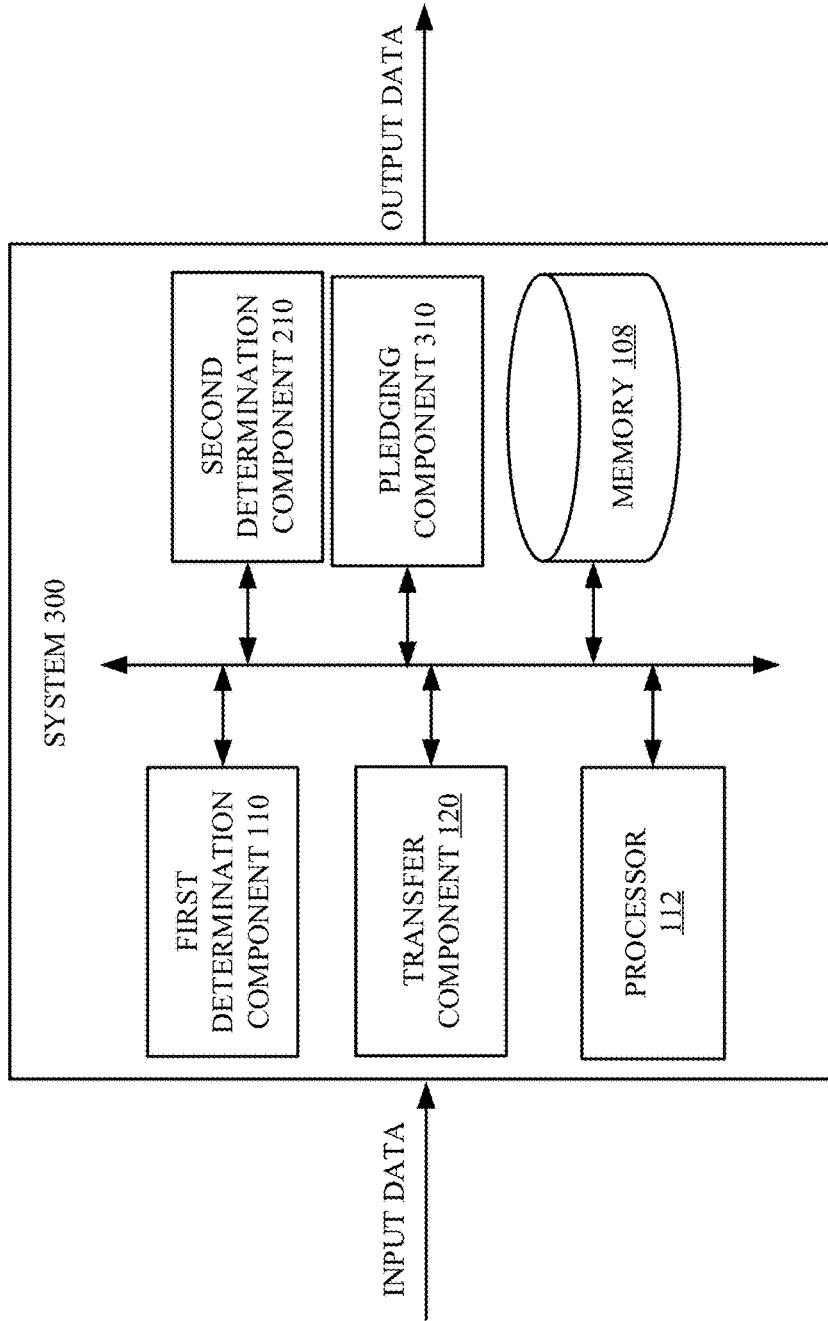 SYSTEM 300
INPUT DATA
FIRST
DETERMINATION
COMPONENT 110
TRANSFER
COMPONENT 120
PROCESSOR
112
SECOND
DETERMINATION
COMPONENT 210
PLEDGING
COMPONENT 310
MEMORY 108
OUTPUT DATA